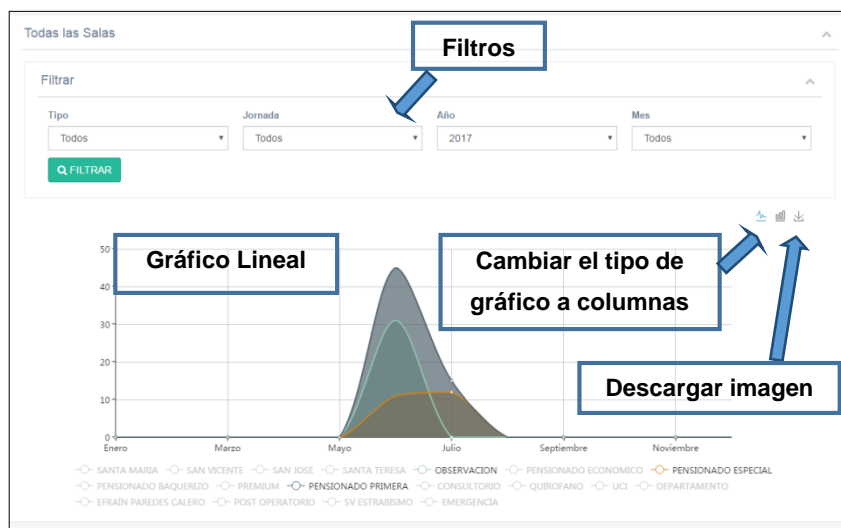 Todas las Salas
Filtros
Filtrar
Tipo Jornada Año Mes
Todos Todos 2017 Todos
FILTRAR
Gráfico Lineal
Cambiar el tipo de
gráfico a columnas
Descargar imagen
50
40
30
20
10
0
Enero Marzo Mayo Julio Septiembre Noviembre
SANTA MARIA SAN VICENTE SAN JOSE SANTA TERESA OBSERVACION PENSIONADO ECONOMICO PENSIONADO ESPECIAL
PENSIONADO BAQUERIZO PREMIUM PENSIONADO PRIMERA CONSULTORIO QUIROFANO UCI DEPARTAMENTO
EFRAÍN PAREDES CALERO POST OPERATORIO SV ESTRABISMO EMERGENCIA